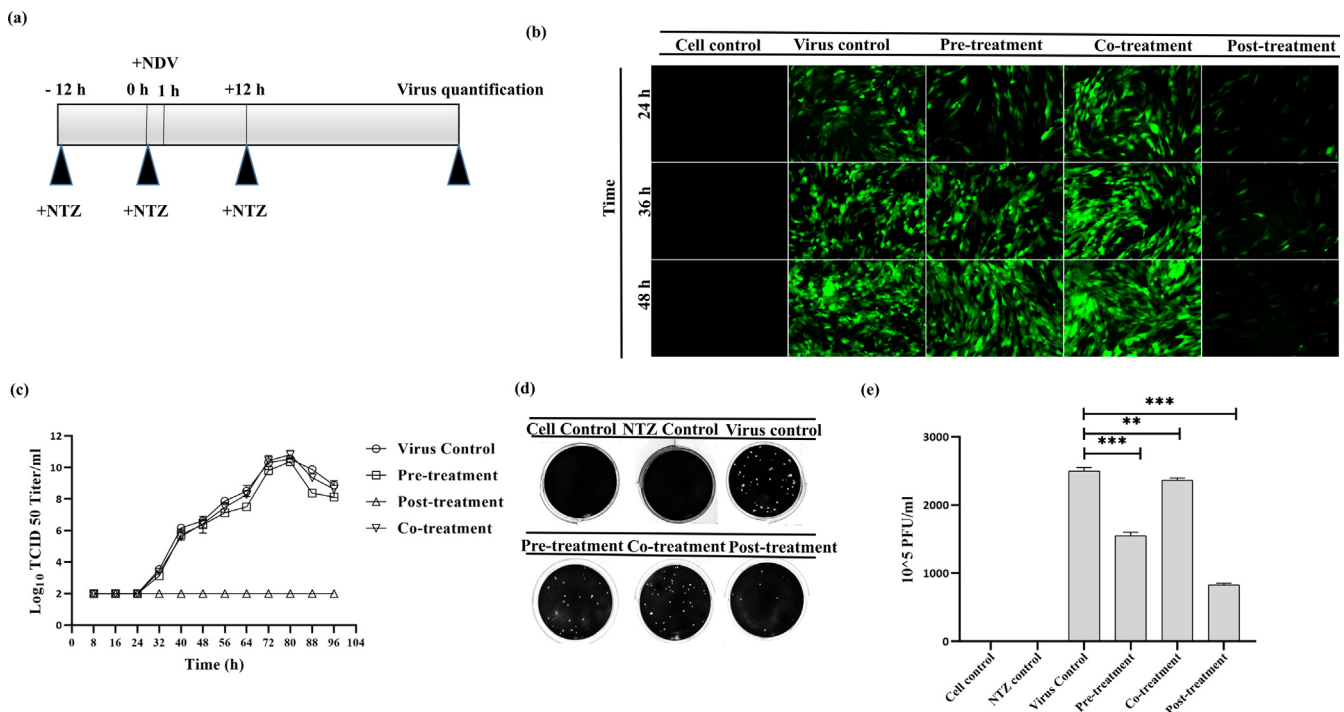 (a)
+NDV
- 12 h 0 h 1 h +12h Virus quantification
+NTZ +NTZ +NTZ
(b)
Cell control Virus control Pre-treatment Co-treatment Post-treatment
Time
24 h
36 h
48 h
(c)
Log10 TCID 50 Titer/ml
12
10
8
6
4
2
0
0 8 16 24 32 40 48 56 64 72 80 88 96 104
Time (h)
Virus Control
Pre-treatment
Post-treatment
Co-treatment
(d)
Cell Control NTZ Control Virus control
Pre-treatment Co-treatment Post-treatment
(e)
***
**
***
10^5 PFU/ml
3000
2000
1000
0
Cell control
NTZ control
Virus Control
Pre-treatment
Co-treatment
Post-treatment